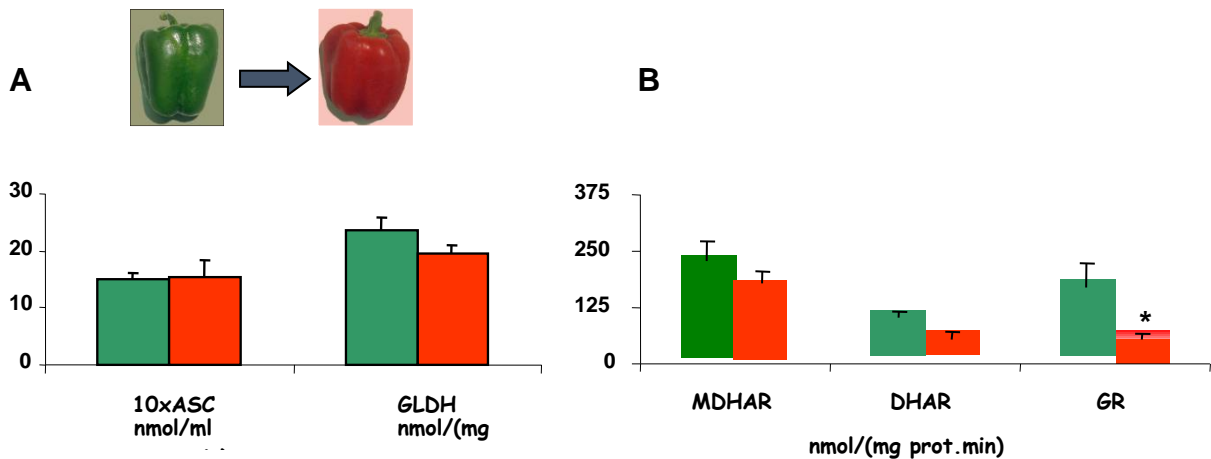 A
B
30
20
10
0
10xASC
nmol/ml
GLDH
nmol/(mg
375
250
125
0
*
MDHAR
DHAR
GR
nmol/(mg prot.min)